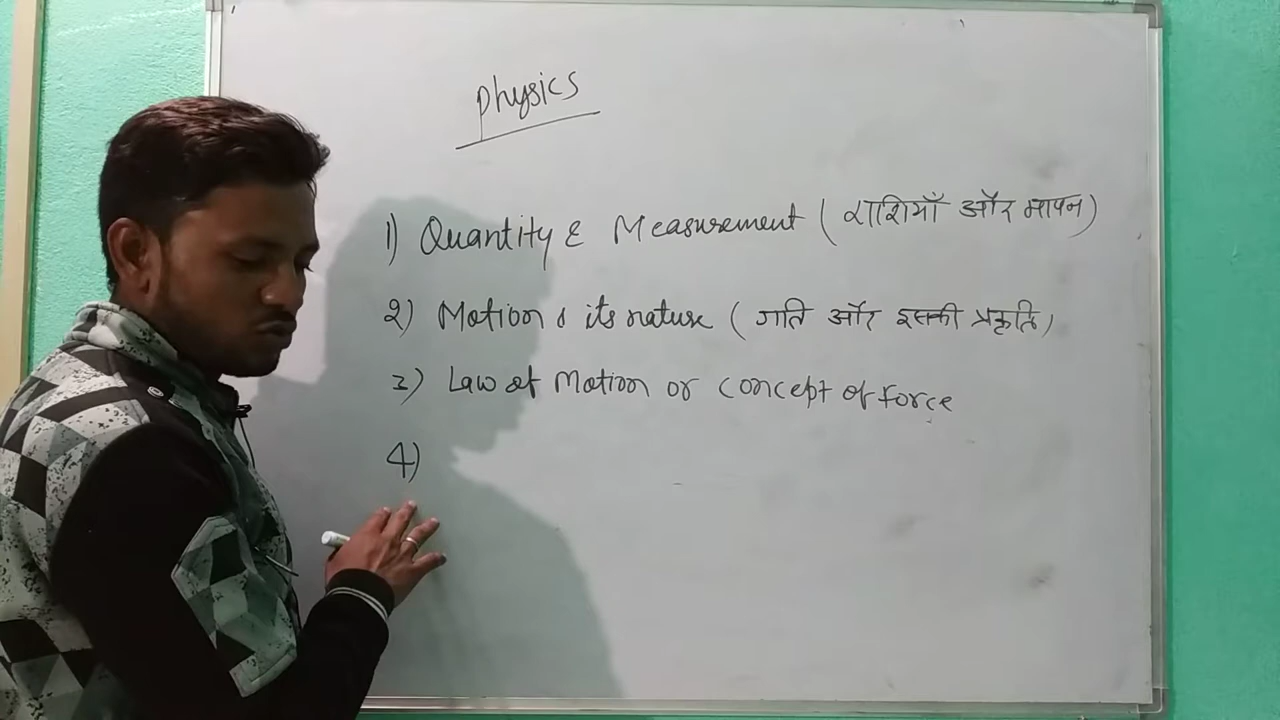 Physics
1) Quantity & Measurement (राशियाँ और मापन)
2) Motion & its nature (गति और इसकी प्रकृति)
3) Law of Motion or concept of force
4)